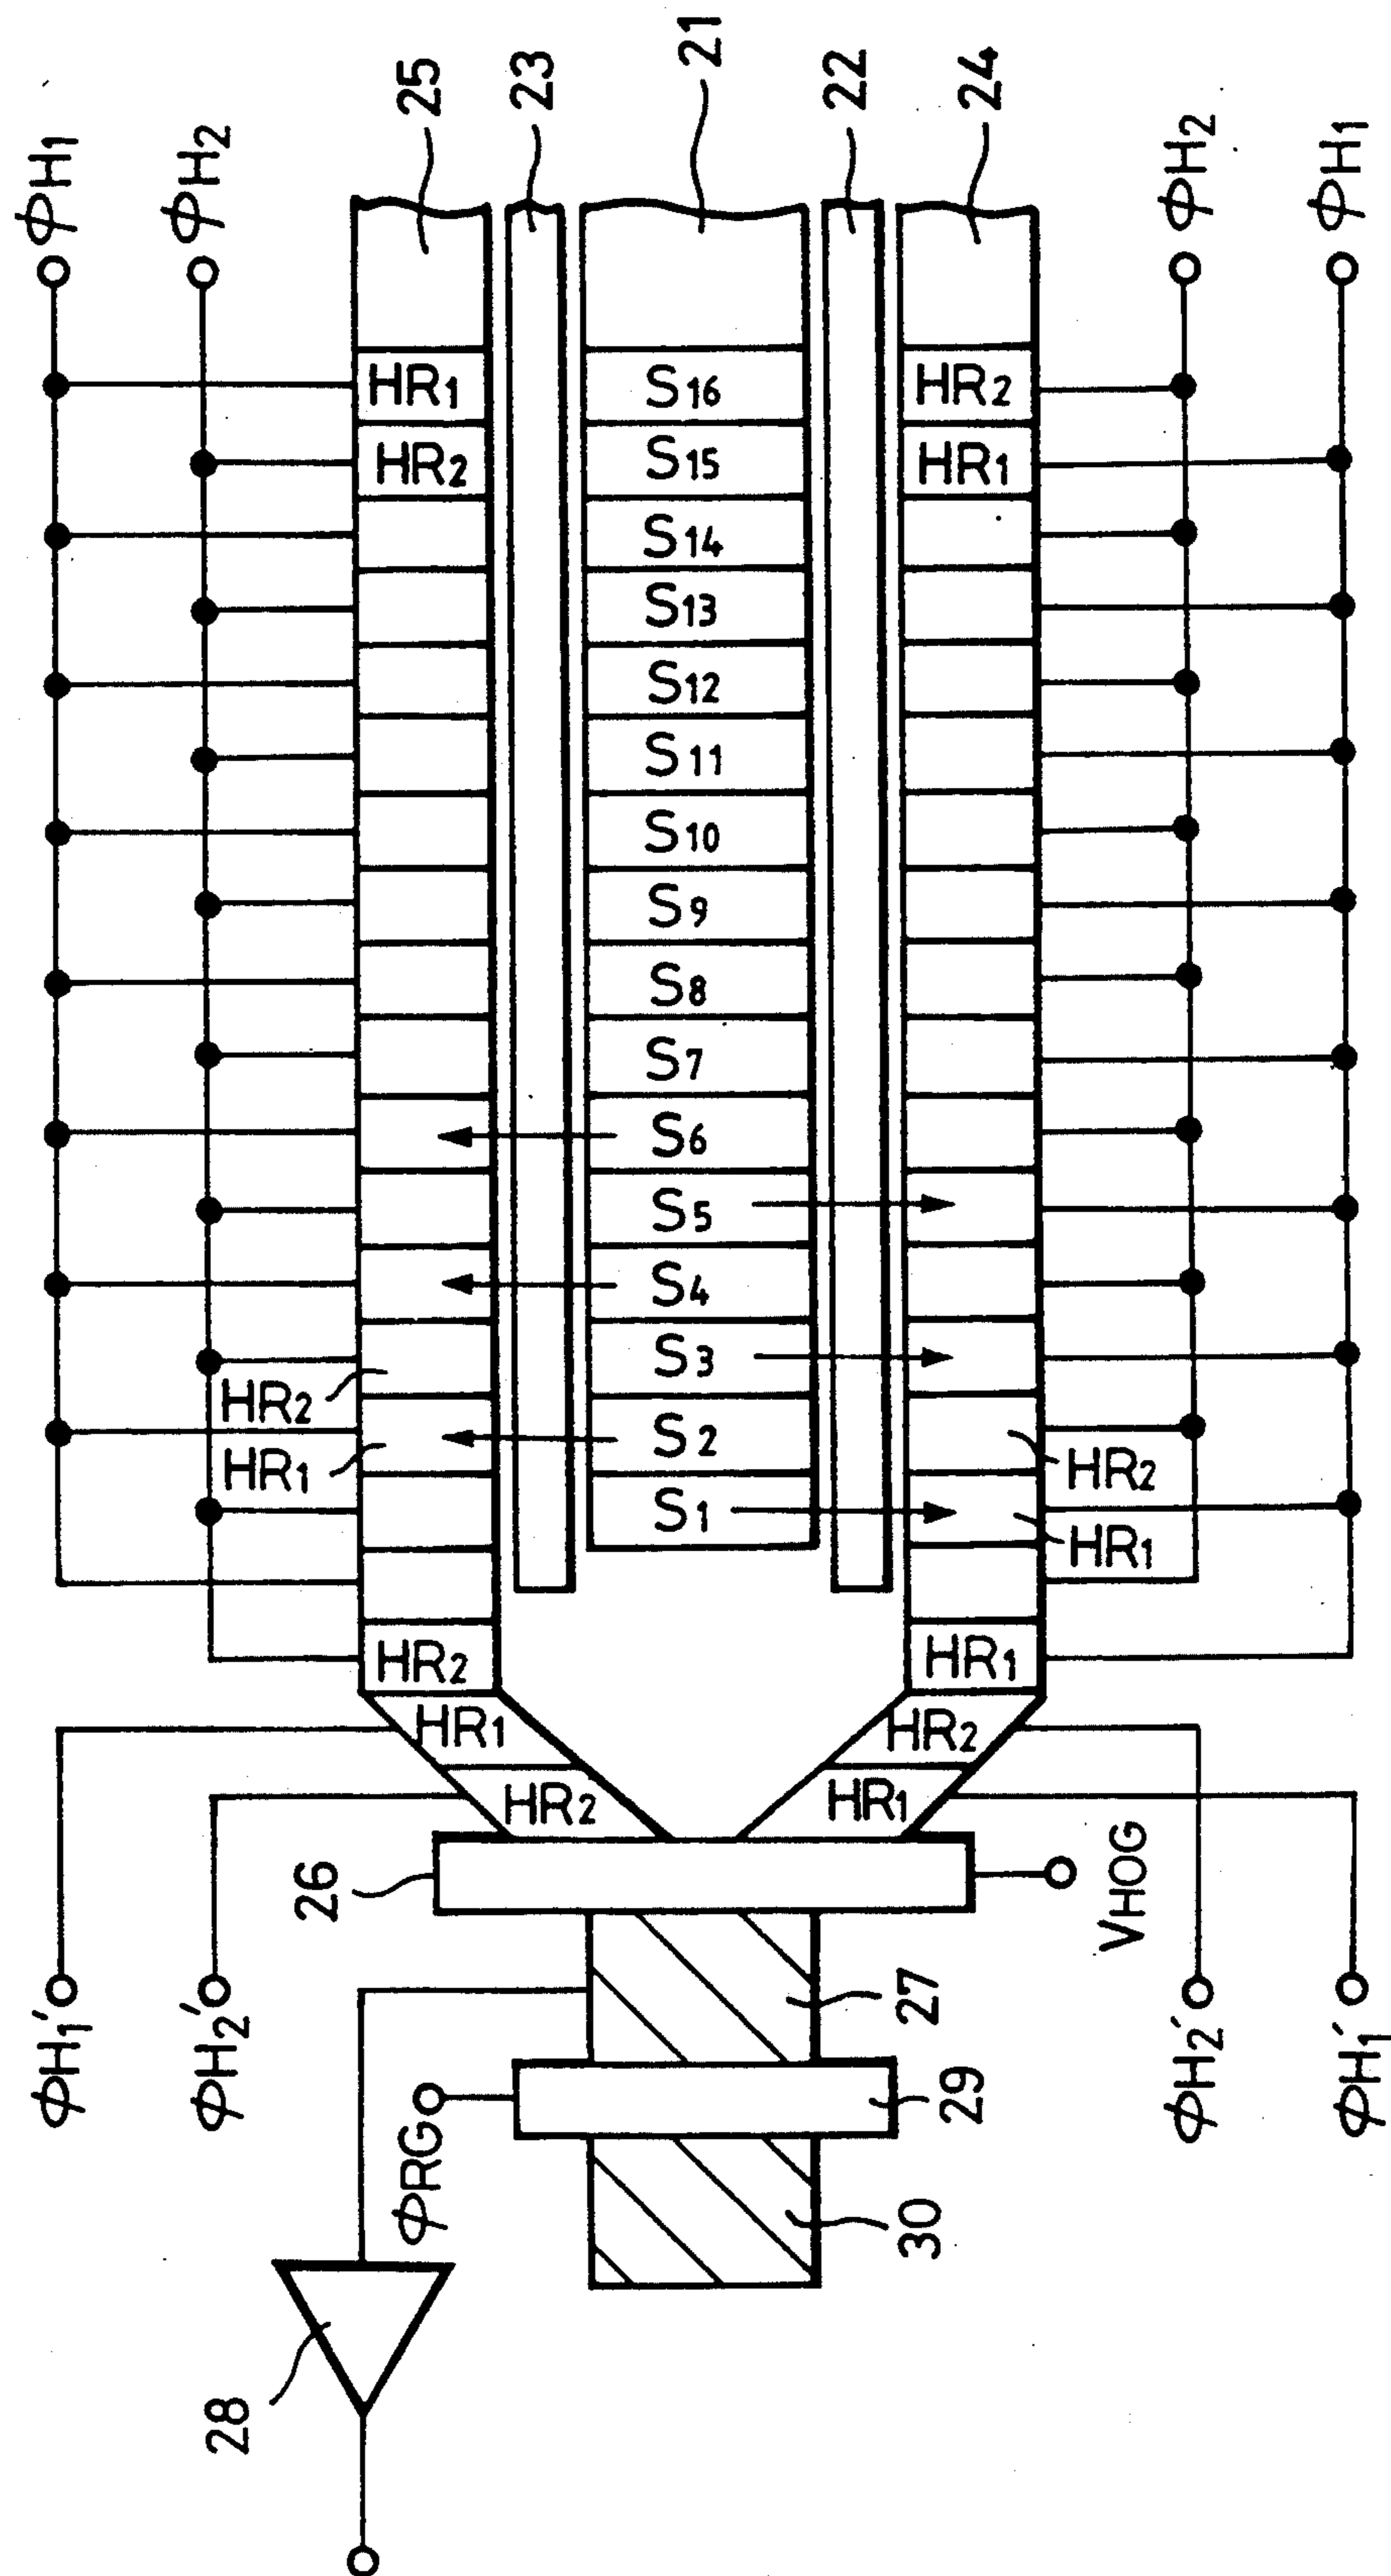 ϕH1
ϕH2
25
23
21
22
24
ϕH2
ϕH1
HR1
S16
HR2
HR2
S15
HR1
S14
S13
S12
S11
S10
S9
S8
S7
S6
S5
S4
S3
HR2
S2
HR1
HR2
S1
HR1
HR2
HR1
HR1
HR2
HR2
HR1
26
VHOG
ϕH1'
ϕH2'
27
ϕH2'
ϕH1'
29
ϕRG
30
28